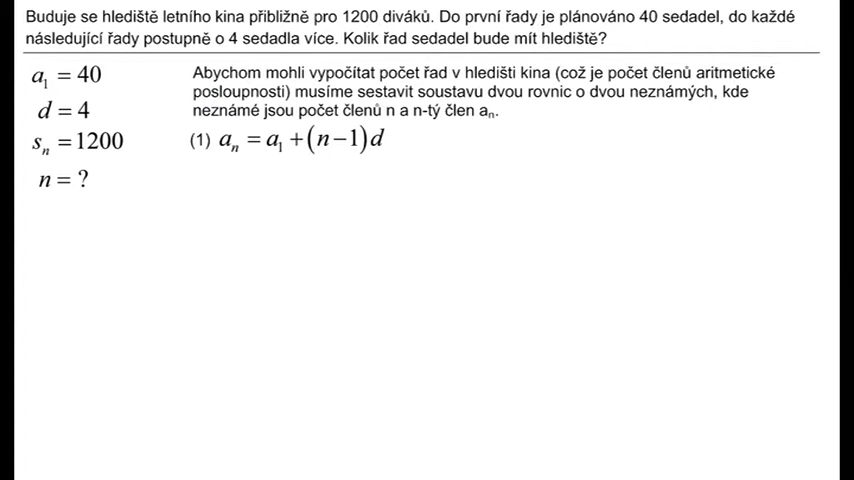 Buduje se hlediště letního kina přibližně pro 1200 diváků. Do první řady je plánováno 40 sedadel, do každé
následující řady postupně o 4 sedadla více. Kolik řad sedadel bude mít hlediště?
a₁ = 40
d = 4
sₙ = 1200
n = ?
Abychom mohli vypočítat počet řad v hledišti kina (což je počet členů aritmetické
posloupnosti) musíme sestavit soustavu dvou rovnic o dvou neznámých, kde
neznámé jsou počet členů n a n-tý člen aₙ.
(1) aₙ = a₁ + (n − 1)d